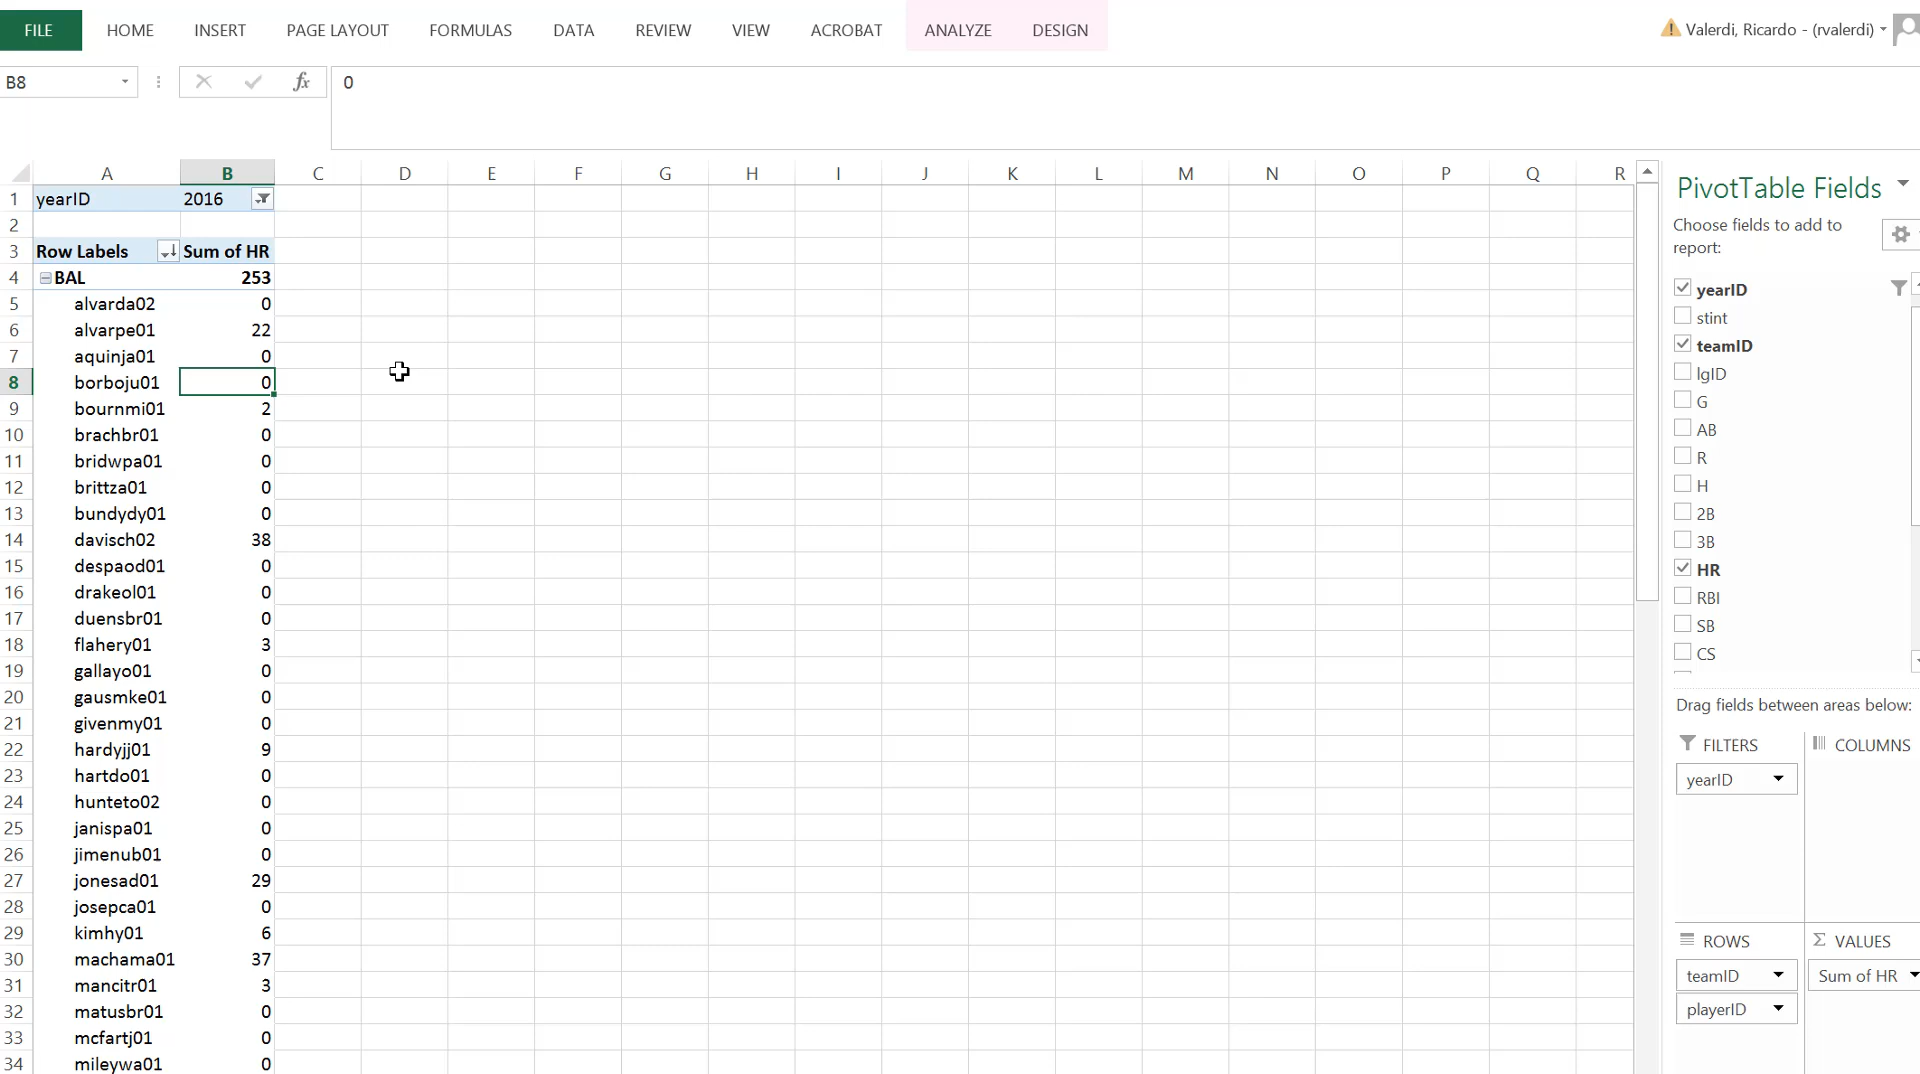 FILE HOME INSERT PAGE LAYOUT FORMULAS DATA REVIEW VIEW ACROBAT ANALYZE DESIGN Valerdi, Ricardo - (rvalerdi)
B8 fx 0
A B C D E F G H I J K L M N O P Q R
1 yearID 2016
2
3 Row Labels Sum of HR
4 BAL 253
5 alvarda02 0
6 alvarpe01 22
7 aquinja01 0
8 borboju01 0
9 bournmi01 2
10 brachbr01 0
11 bridwpa01 0
12 brittza01 0
13 bundydy01 0
14 davisch02 38
15 despaod01 0
16 drakeol01 0
17 duensbr01 0
18 flahery01 3
19 gallayo01 0
20 gausmke01 0
21 givenmy01 0
22 hardyjj01 9
23 hartdo01 0
24 hunteto02 0
25 janispa01 0
26 jimenub01 0
27 jonesad01 29
28 josepca01 0
29 kimhy01 6
30 machama01 37
31 mancitr01 3
32 matusbr01 0
33 mcfartj01 0
34 mileywa01 0
PivotTable Fields
Choose fields to add to
report:
yearID
stint
teamID
lgID
G
AB
R
H
2B
3B
HR
RBI
SB
CS
Drag fields between areas below:
FILTERS COLUMNS
yearID
ROWS Σ VALUES
teamID Sum of HR
playerID